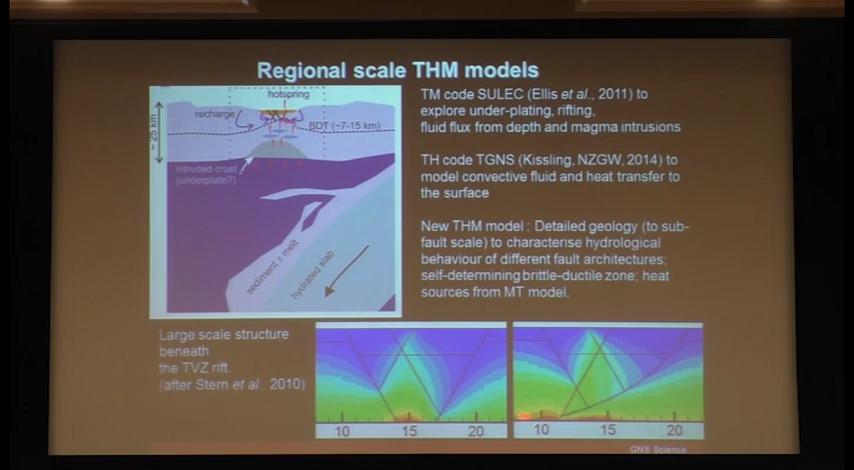 Regional scale THM models
hotspring
recharge
BDT (~7-15 km)
~ 25 km
intruded crust
(underplate?)
sediment ± melt
hydrated slab
TM code SULEC (Ellis et al., 2011) to
explore under-plating, rifting,
fluid flux from depth and magma intrusions
TH code TGNS (Kissling, NZGW, 2014) to
model convective fluid and heat transfer to
the surface
New THM model : Detailed geology (to sub-
fault scale) to characterise hydrological
behaviour of different fault architectures;
self-determining brittle-ductile zone; heat
sources from MT model.
Large scale structure
beneath
the TVZ rift.
(after Stern et al.. 2010)
10 15 20
10 15 20
GNS Science